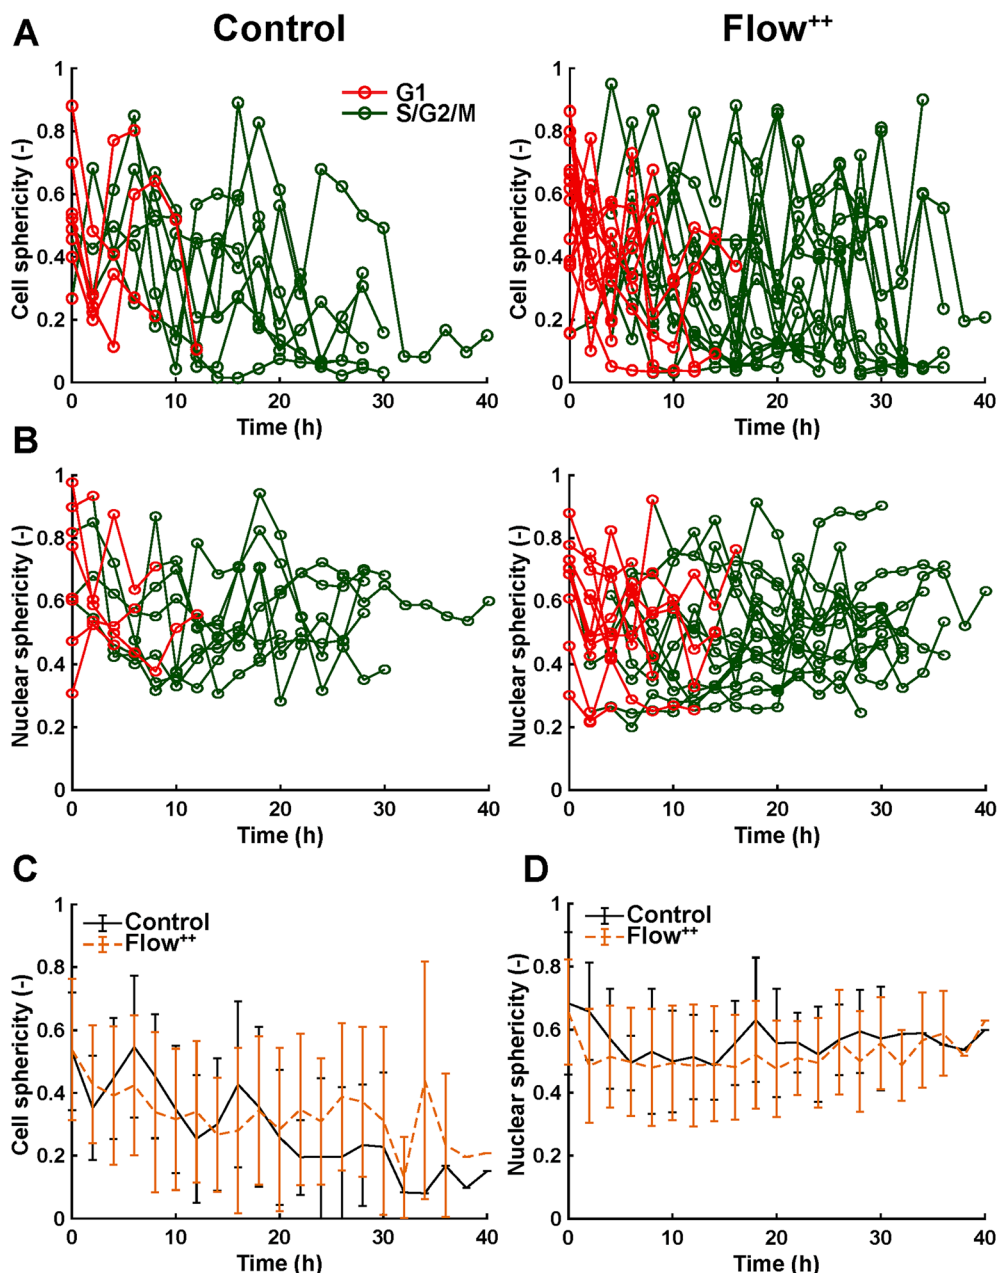 A Control Flow++
1
0.8
0.6
0.4
0.2
0
Cell sphericity (-)
G1
S/G2/M
0 10 20 30 40
Time (h)
1
0.8
0.6
0.4
0.2
0
Cell sphericity (-)
0 10 20 30 40
Time (h)
B
1
0.8
0.6
0.4
0.2
0
Nuclear sphericity (-)
0 10 20 30 40
Time (h)
1
0.8
0.6
0.4
0.2
0
Nuclear sphericity (-)
0 10 20 30 40
Time (h)
C
1
0.8
0.6
0.4
0.2
0
Cell sphericity (-)
Control
Flow++
0 10 20 30 40
Time (h)
D
1
0.8
0.6
0.4
0.2
0
Nuclear sphericity (-)
Control
Flow++
0 10 20 30 40
Time (h)